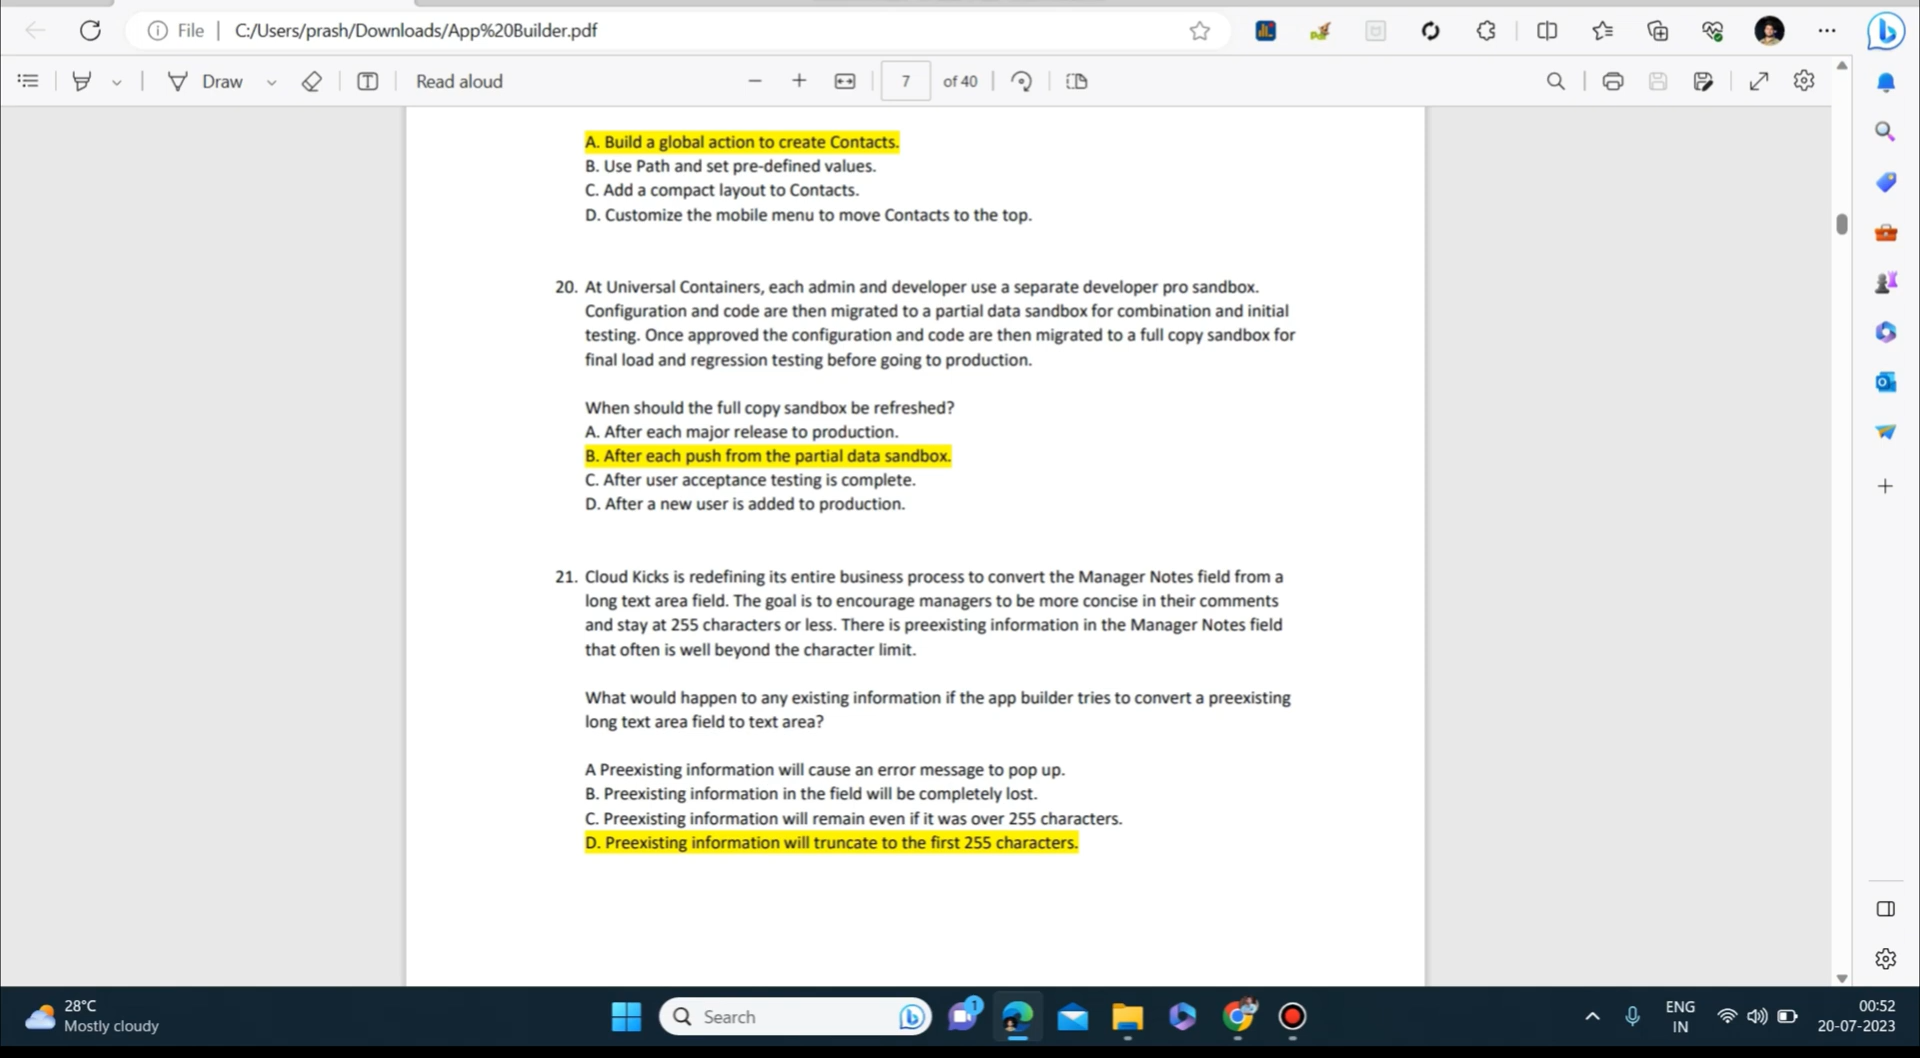 File
C:/Users/prash/Downloads/App%20Builder.pdf
Draw
Read aloud
7
of 40
A. Build a global action to create Contacts.
B. Use Path and set pre-defined values.
C. Add a compact layout to Contacts.
D. Customize the mobile menu to move Contacts to the top.
20. At Universal Containers, each admin and developer use a separate developer pro sandbox.
Configuration and code are then migrated to a partial data sandbox for combination and initial
testing. Once approved the configuration and code are then migrated to a full copy sandbox for
final load and regression testing before going to production.
When should the full copy sandbox be refreshed?
A. After each major release to production.
B. After each push from the partial data sandbox.
C. After user acceptance testing is complete.
D. After a new user is added to production.
21. Cloud Kicks is redefining its entire business process to convert the Manager Notes field from a
long text area field. The goal is to encourage managers to be more concise in their comments
and stay at 255 characters or less. There is preexisting information in the Manager Notes field
that often is well beyond the character limit.
What would happen to any existing information if the app builder tries to convert a preexisting
long text area field to text area?
A Preexisting information will cause an error message to pop up.
B. Preexisting information in the field will be completely lost.
C. Preexisting information will remain even if it was over 255 characters.
D. Preexisting information will truncate to the first 255 characters.
28°C
Mostly cloudy
Search
1
ENG
IN
00:52
20-07-2023